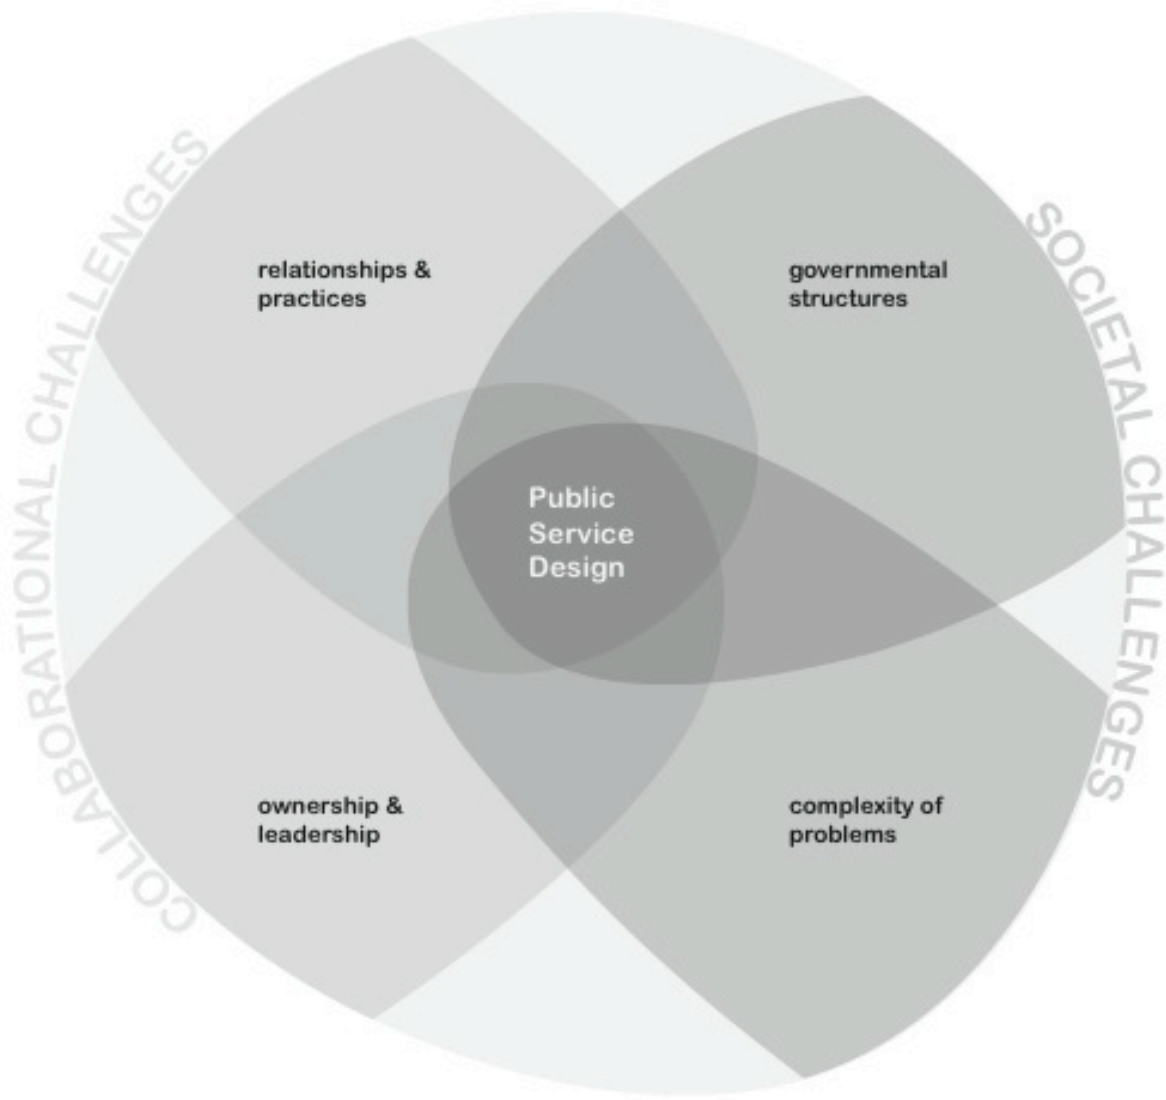 COLLABORATIONAL CHALLENGES
SOCIETAL CHALLENGES
relationships &
practices
governmental
structures
Public
Service
Design
ownership &
leadership
complexity of
problems